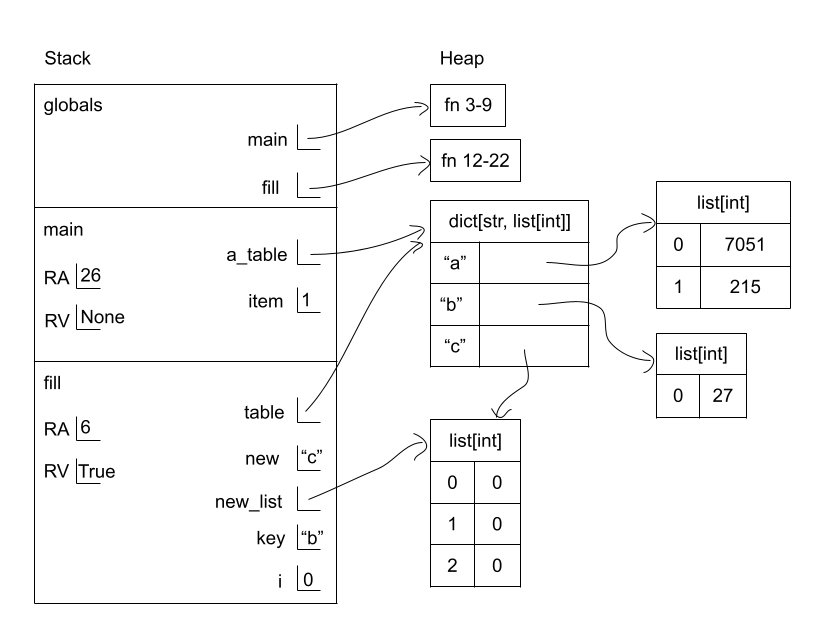 Stack
Heap
globals
main
fill
fn 3-9
fn 12-22
main
RA 26
RV None
a_table
item 1
fill
RA 6
RV True
table
new “c”
new_list
key “b”
i 0
dict[str, list[int]]
“a”
“b”
“c”
list[int]
0 7051
1 215
list[int]
0 27
list[int]
0 0
1 0
2 0